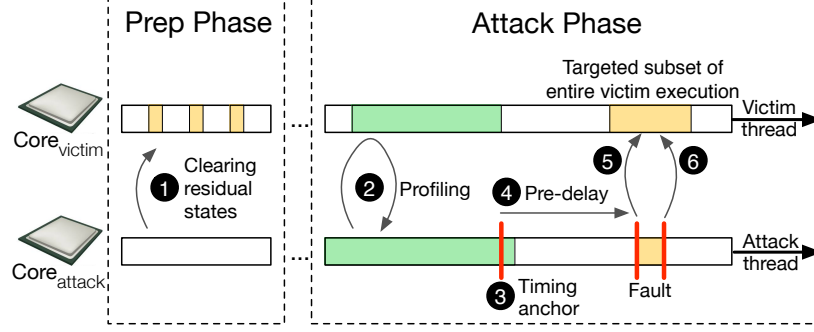 Prep Phase
Attack Phase
Targeted subset of
entire victim execution
Victim
thread
Core victim
...
1 Clearing
residual
states
2 Profiling
4 Pre-delay
5
6
Core attack
...
Attack
thread
3 Timing
anchor
Fault